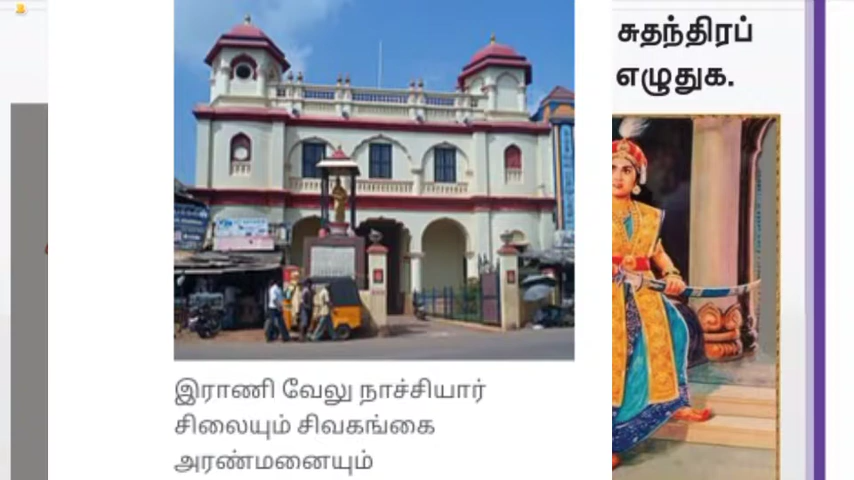 சுதந்திரப்
எழுதுக.
இராணி வேலு நாச்சியார்
சிலையும் சிவகங்கை
அரண்மனையும்